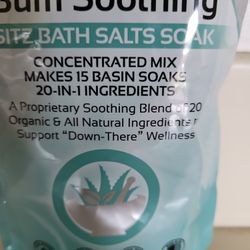 Bum Soothing
SITZ BATH SALTS SOAK
CONCENTRATED MIX
MAKES 15 BASIN SOAKS
20-IN-1 INGREDIENTS
A Proprietary Soothing Blend of 20
Organic & All Natural Ingredients
Support "Down-There" Wellness